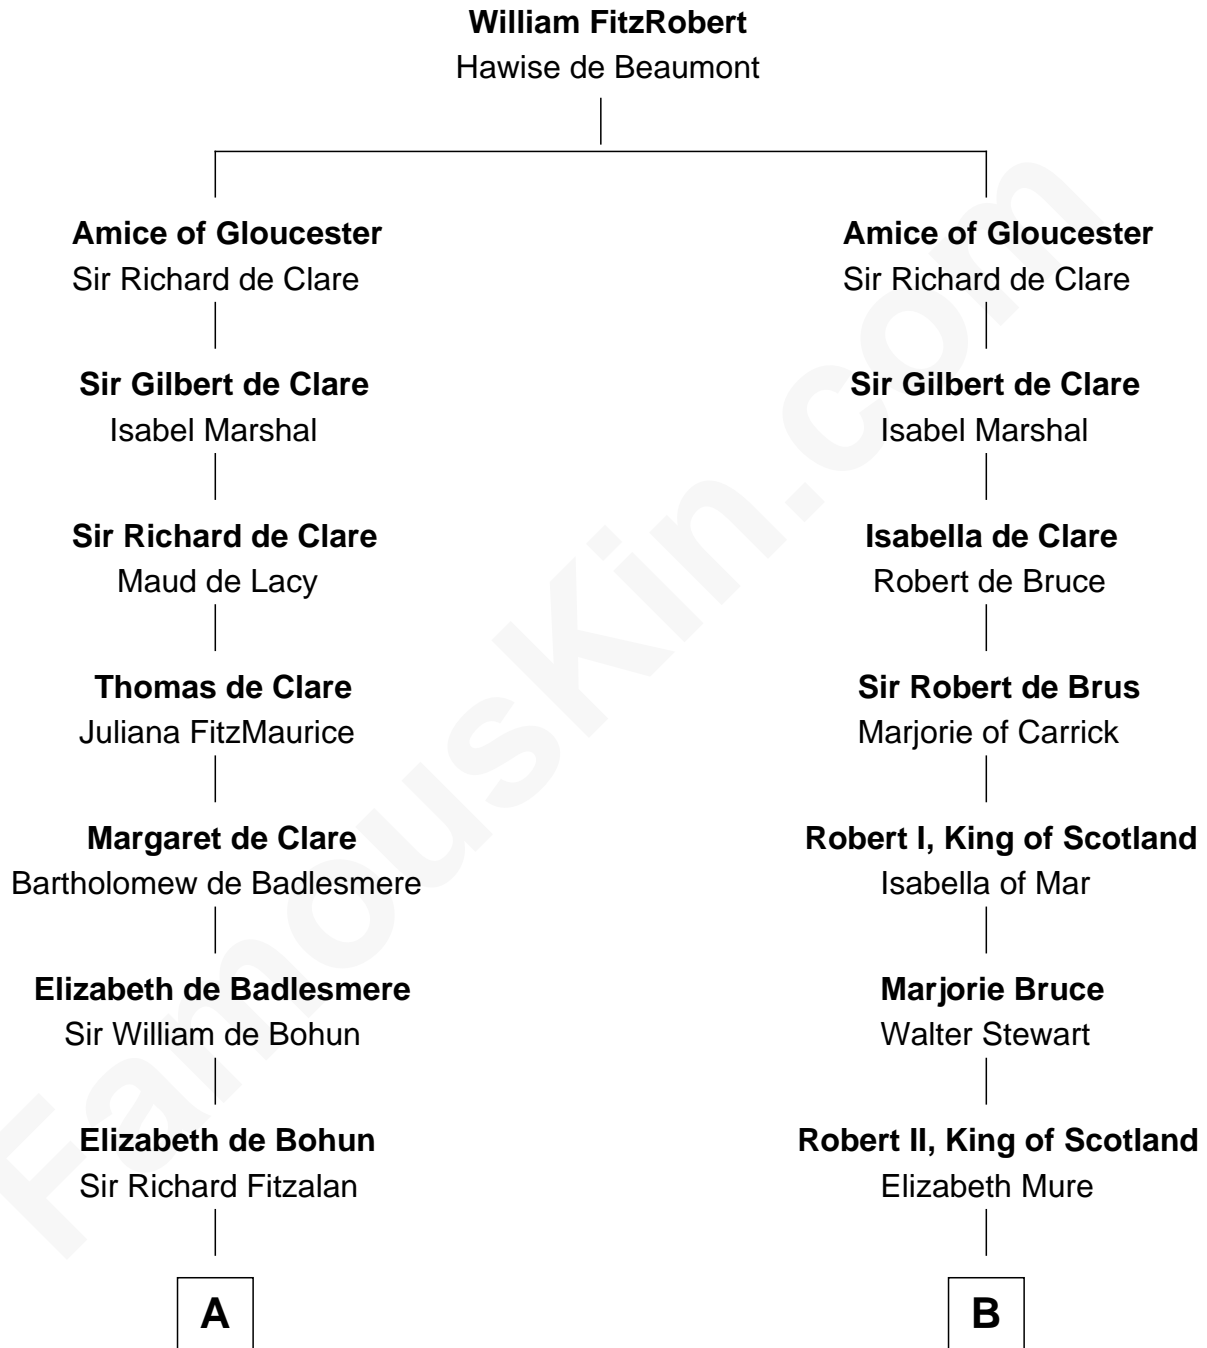 William FitzRobert
Hawise de Beaumont
Amice of Gloucester
Sir Richard de Clare
Amice of Gloucester
Sir Richard de Clare
Sir Gilbert de Clare
Isabel Marshal
Sir Gilbert de Clare
Isabel Marshal
Sir Richard de Clare
Maud de Lacy
Isabella de Clare
Robert de Bruce
Thomas de Clare
Juliana FitzMaurice
Sir Robert de Brus
Marjorie of Carrick
Margaret de Clare
Bartholomew de Badlesmere
Robert I, King of Scotland
Isabella of Mar
Elizabeth de Badlesmere
Sir William de Bohun
Marjorie Bruce
Walter Stewart
Elizabeth de Bohun
Sir Richard Fitzalan
Robert II, King of Scotland
Elizabeth Mure
A
B
FamousKin.com